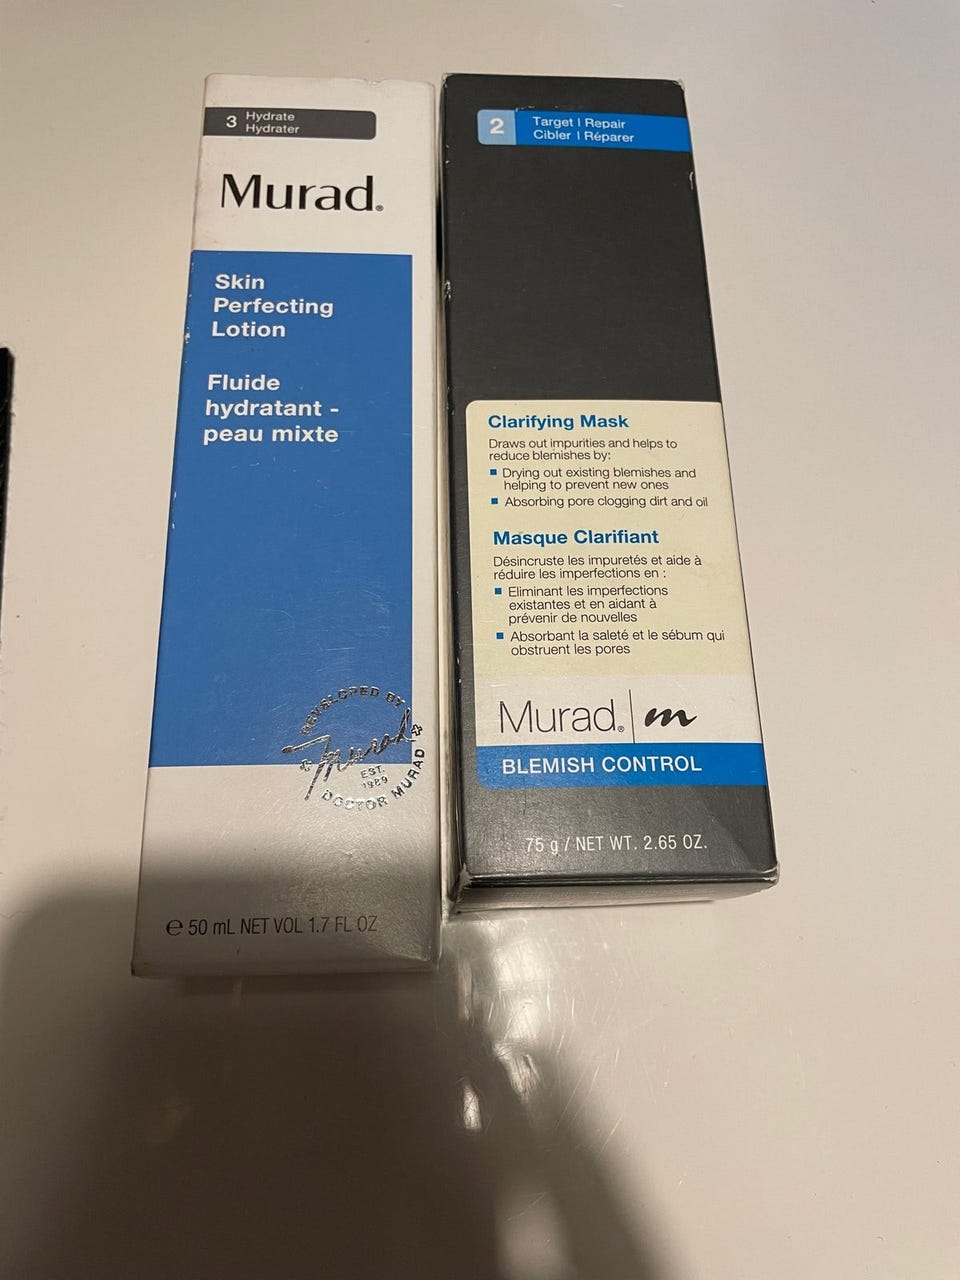 3 Hydrate
Hydrater
Murad®
Skin
Perfecting
Lotion
Fluide
hydratant -
peau mixte
DEVELOPED BY
Murad
EST.
1989
DOCTOR MURAD
e 50 mL NET VOL 1.7 FL OZ
2 Target | Repair
Cibler | Réparer
Clarifying Mask
Draws out impurities and helps to
reduce blemishes by:
Drying out existing blemishes and
helping to prevent new ones
Absorbing pore clogging dirt and oil
Masque Clarifiant
Désincruste les impuretés et aide à
réduire les imperfections en :
Eliminant les imperfections
existantes et en aidant à
prévenir de nouvelles
Absorbant la saleté et le sébum qui
obstruent les pores
Murad® | m
BLEMISH CONTROL
75 g / NET WT. 2.65 OZ.